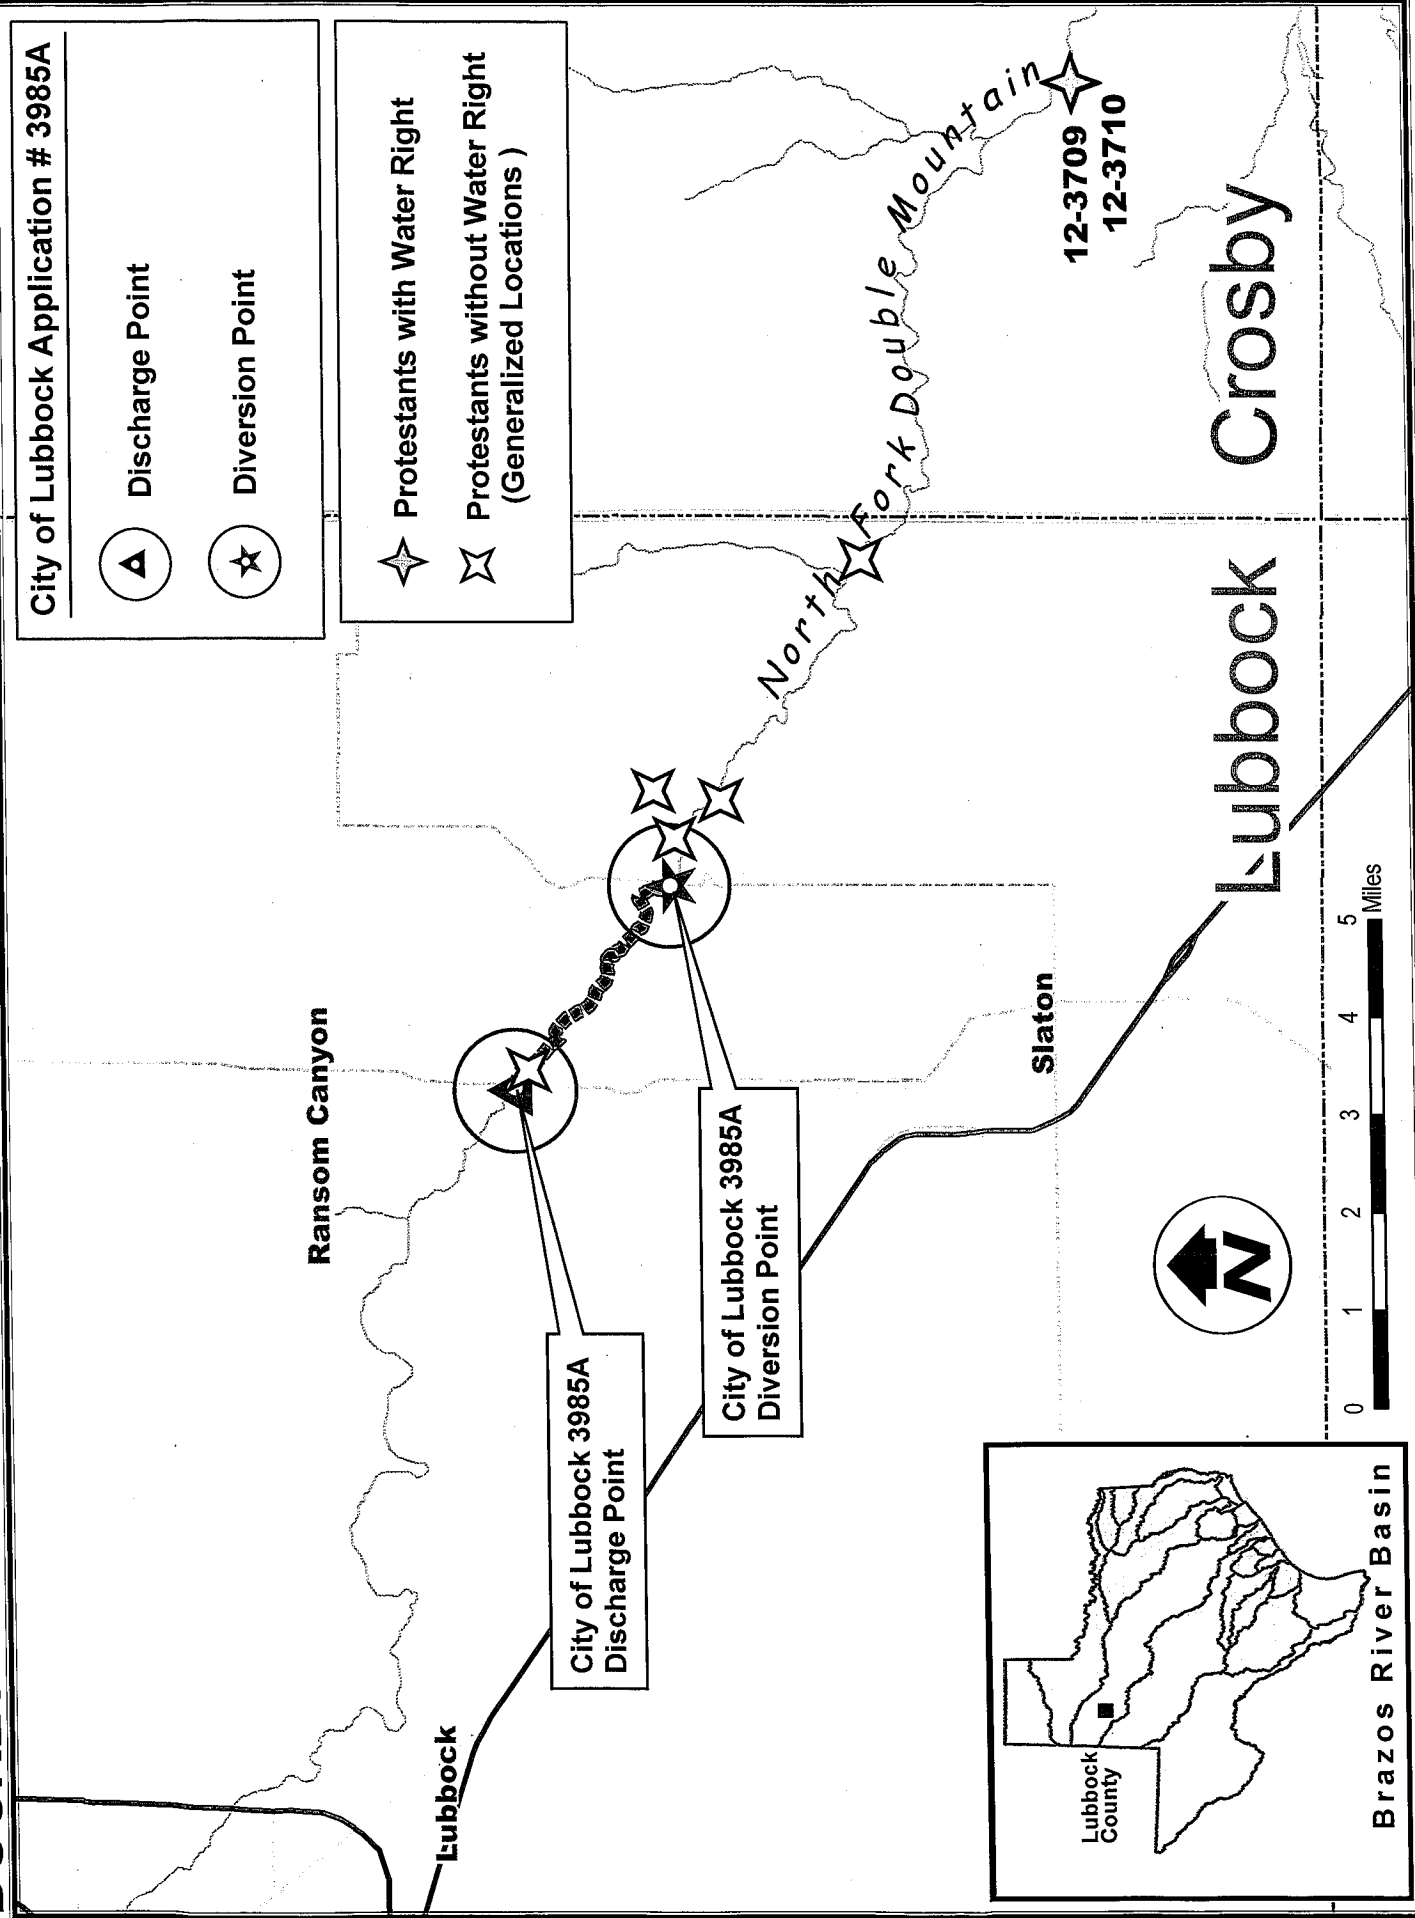 City of Lubbock Application # 3985A
Discharge Point
Diversion Point
Protestants with Water Right
Protestants without Water Right
(Generalized Locations )
Ransom Canyon
Lubbock
City of Lubbock 3985A
Discharge Point
City of Lubbock 3985A
Diversion Point
North Fork Double Mountain
12-3709
12-3710
Slaton
Lubbock
Crosby
N
0 1 2 3 4 5
Miles
Lubbock
County
Brazos River Basin